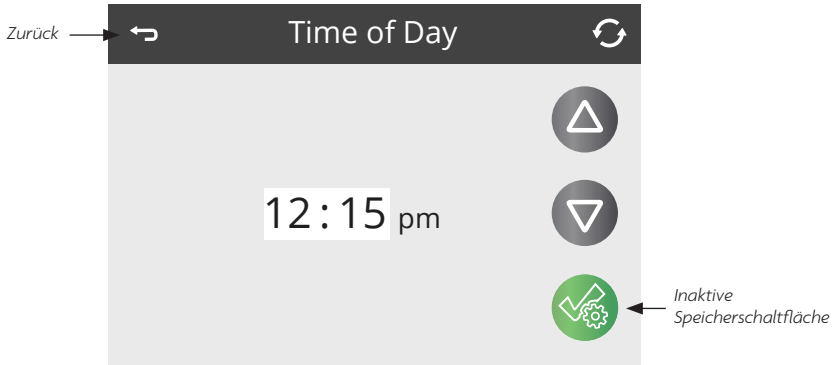 Zurück
Time of Day
12:15 pm
Inaktive
Speicherschaltfläche